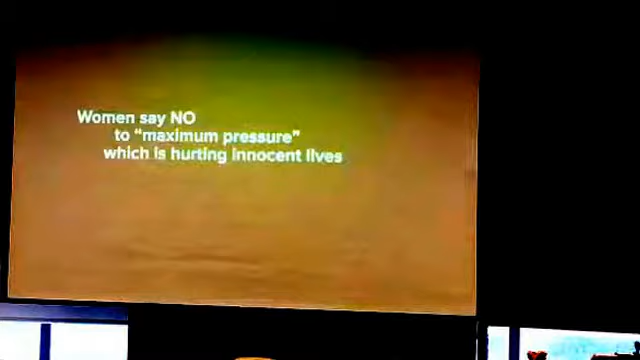 Women say NO
to “maximum pressure”
which is hurting innocent lives